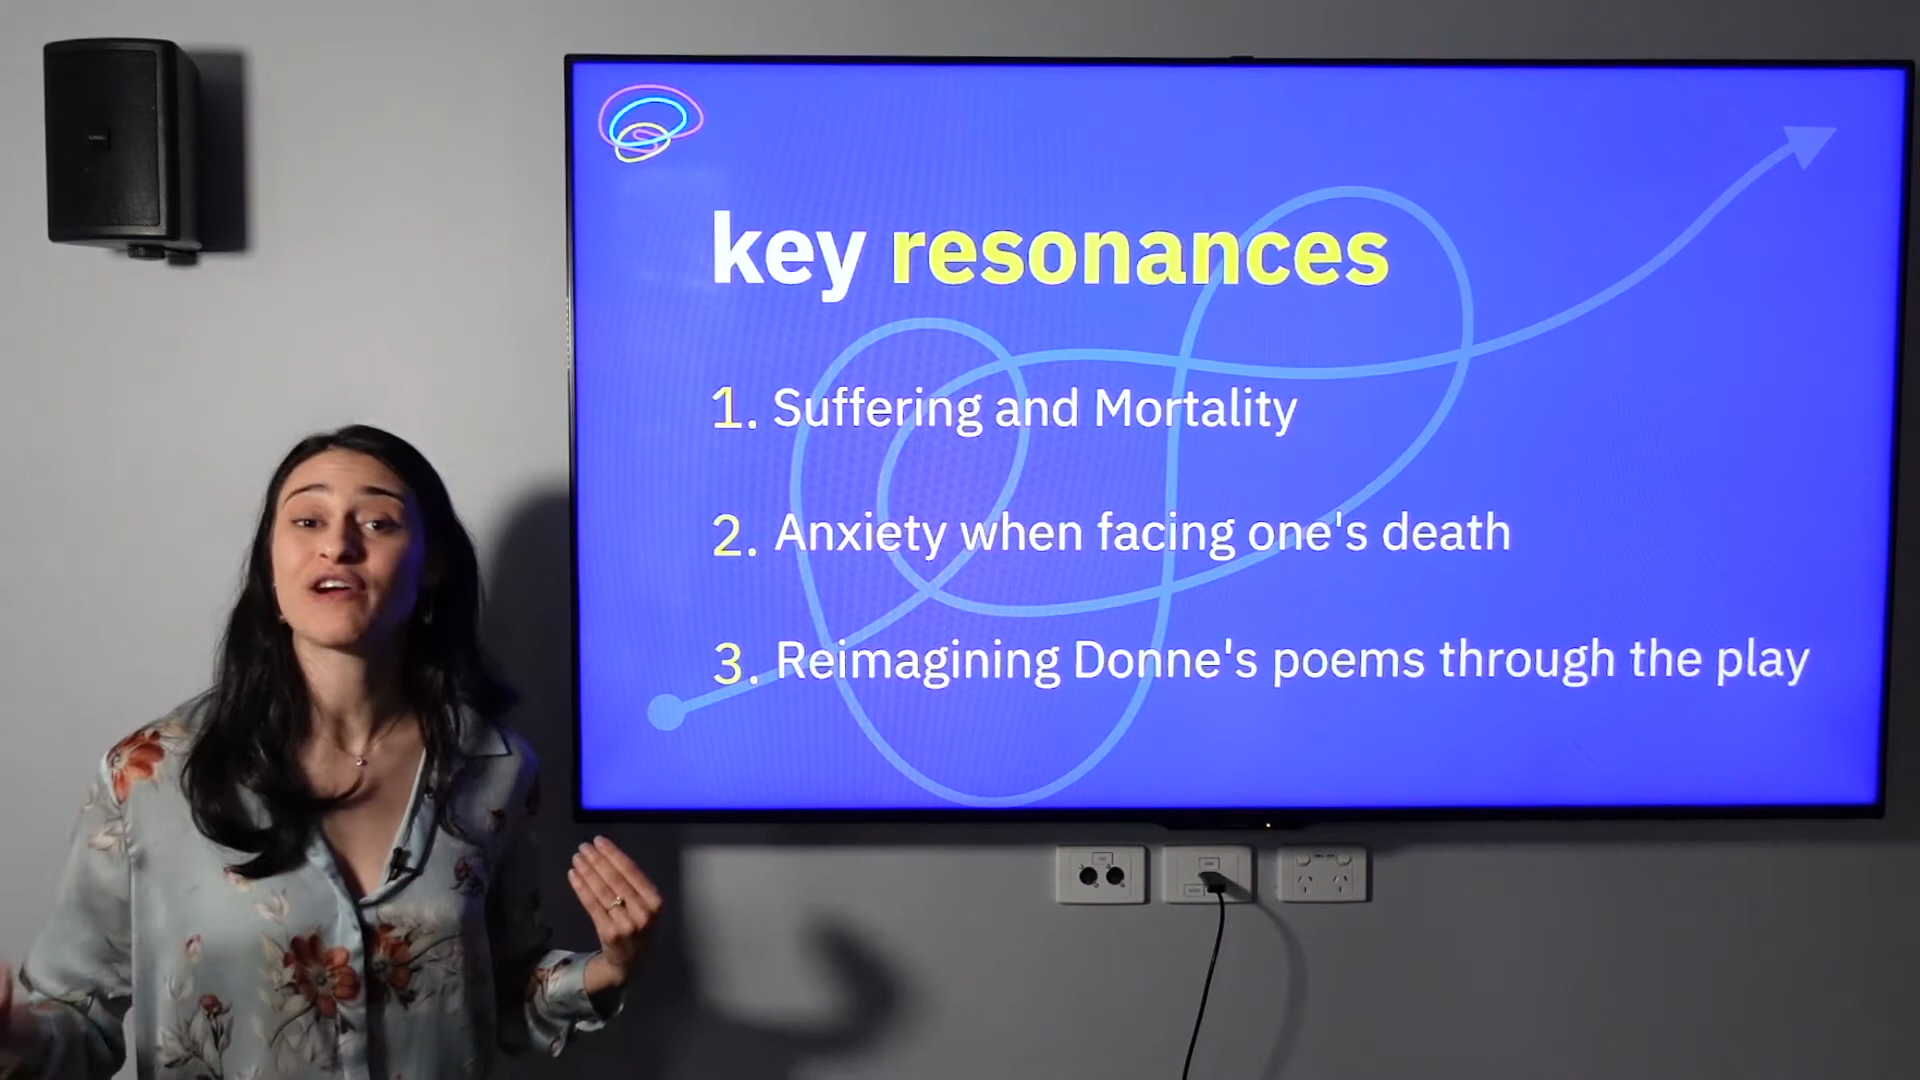 key resonances
1. Suffering and Mortality
2. Anxiety when facing one's death
3. Reimagining Donne's poems through the play